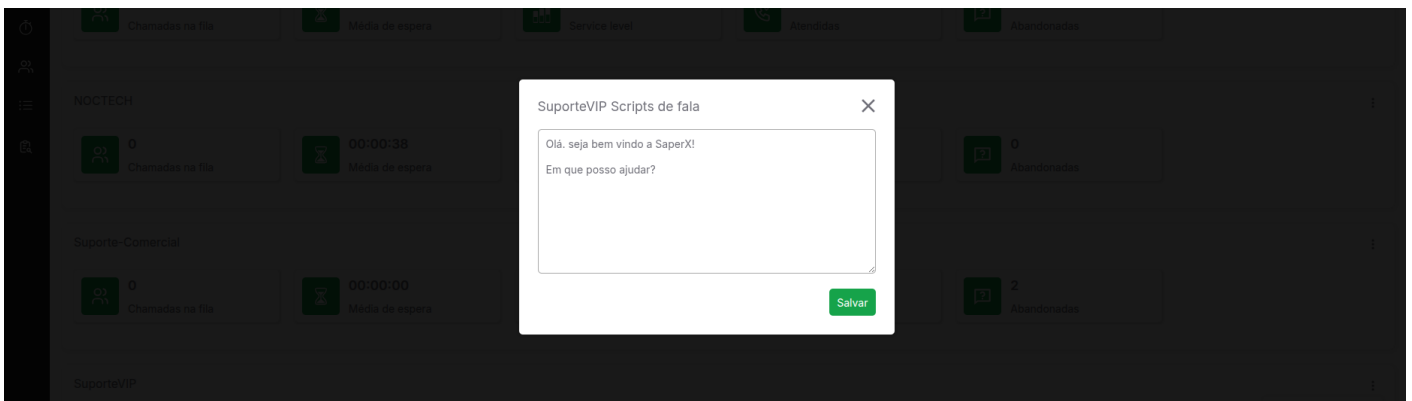 Chamadas na fila
Média de espera
Service level
Atendidas
Abandonadas
NOCTECH
0
Chamadas na fila
00:00:38
Média de espera
0
Abandonadas
SuporteVIP Scripts de fala
Olá. seja bem vindo a SaperX!
Em que posso ajudar?
Salvar
Suporte-Comercial
0
Chamadas na fila
00:00:00
Média de espera
2
Abandonadas
SuporteVIP